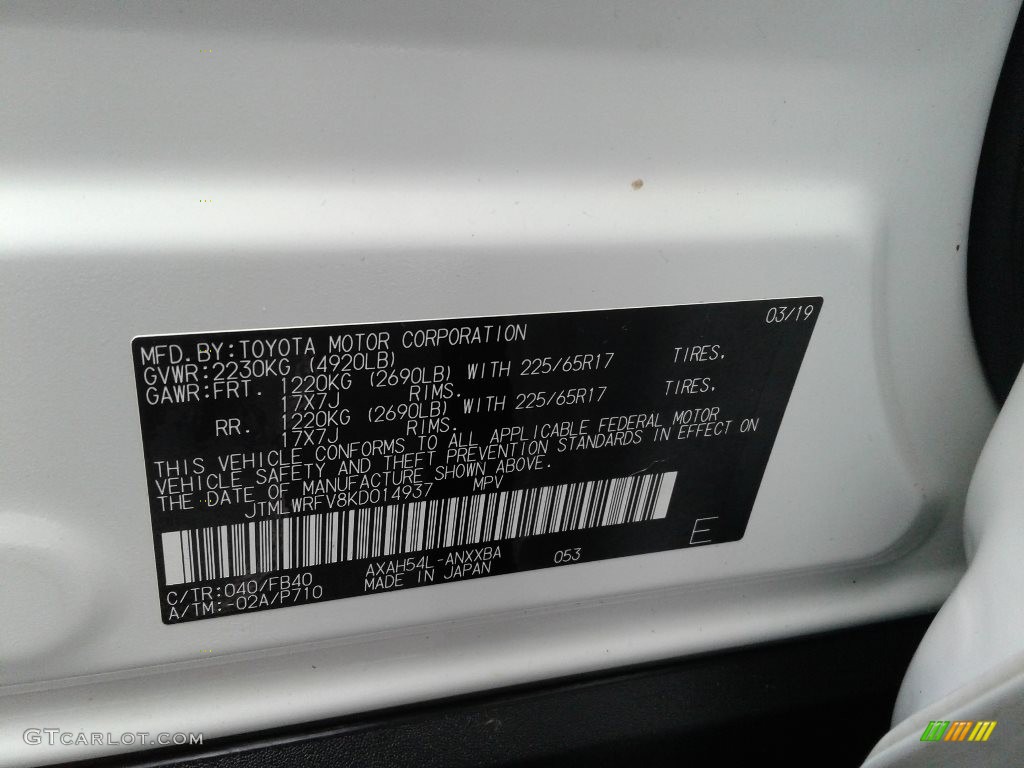 03/19
MFD. BY: TOYOTA MOTOR CORPORATION
GVWR: 2230KG (4920LB)
GAWR: FRT. 1220KG (2690LB) WITH 225/65R17 TIRES,
17X7J RIMS.
RR. 1220KG (2690LB) WITH 225/65R17 TIRES,
17X7J RIMS.
THIS VEHICLE CONFORMS TO ALL APPLICABLE FEDERAL MOTOR
VEHICLE SAFETY AND THEFT PREVENTION STANDARDS IN EFFECT ON
THE DATE OF MANUFACTURE SHOWN ABOVE.
JTMLWRFV8KD014937 MPV
C/TR: 040/FB40 AXAH54L-ANXXBA 053 E
A/TM: -02A/P710 MADE IN JAPAN
GTCARLOT.COM